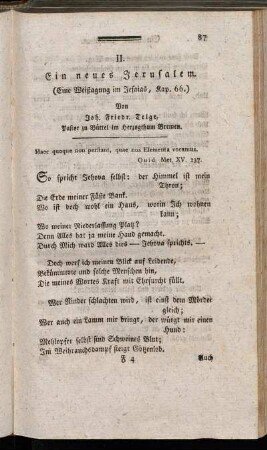 87
II.
Ein neues Jerusalem.
(Eine Weißagung im Jesaias, Kap. 66.)
Von
Joh. Friedr. Teige,
Pastor zu Büttel im Herzogthum Bremen.
Haec quoque non perstant, quae nos Elementa vocamus,
Ovid. Met. XV. 237.
So spricht Jehova selbst: der Himmel ist mein
Thron;
Die Erde meiner Füße Bank.
Wo ist doch wohl ein Haus, worin Ich wohnen
kann;
Wo meiner Niederlassung Platz?
Denn Alles hat ja meine Hand gemacht.
Durch Mich ward Alles dies — Jehova sprichts. —
Doch werf ich meinen Blick auf Leidende,
Bekümmerte und solche Menschen hin,
Die meines Wortes Kraft mit Ehrfurcht füllt.
Wer Rinder schlachten wird, ist einst dem Mörder
gleich;
Wer auch ein Lamm mir bringt, der würgt mir einen
Hund:
Mehlopfer selbst sind Schweines Blut;
Im Weihrauchsdampf steigt Götzenlob.
F 4
Auch